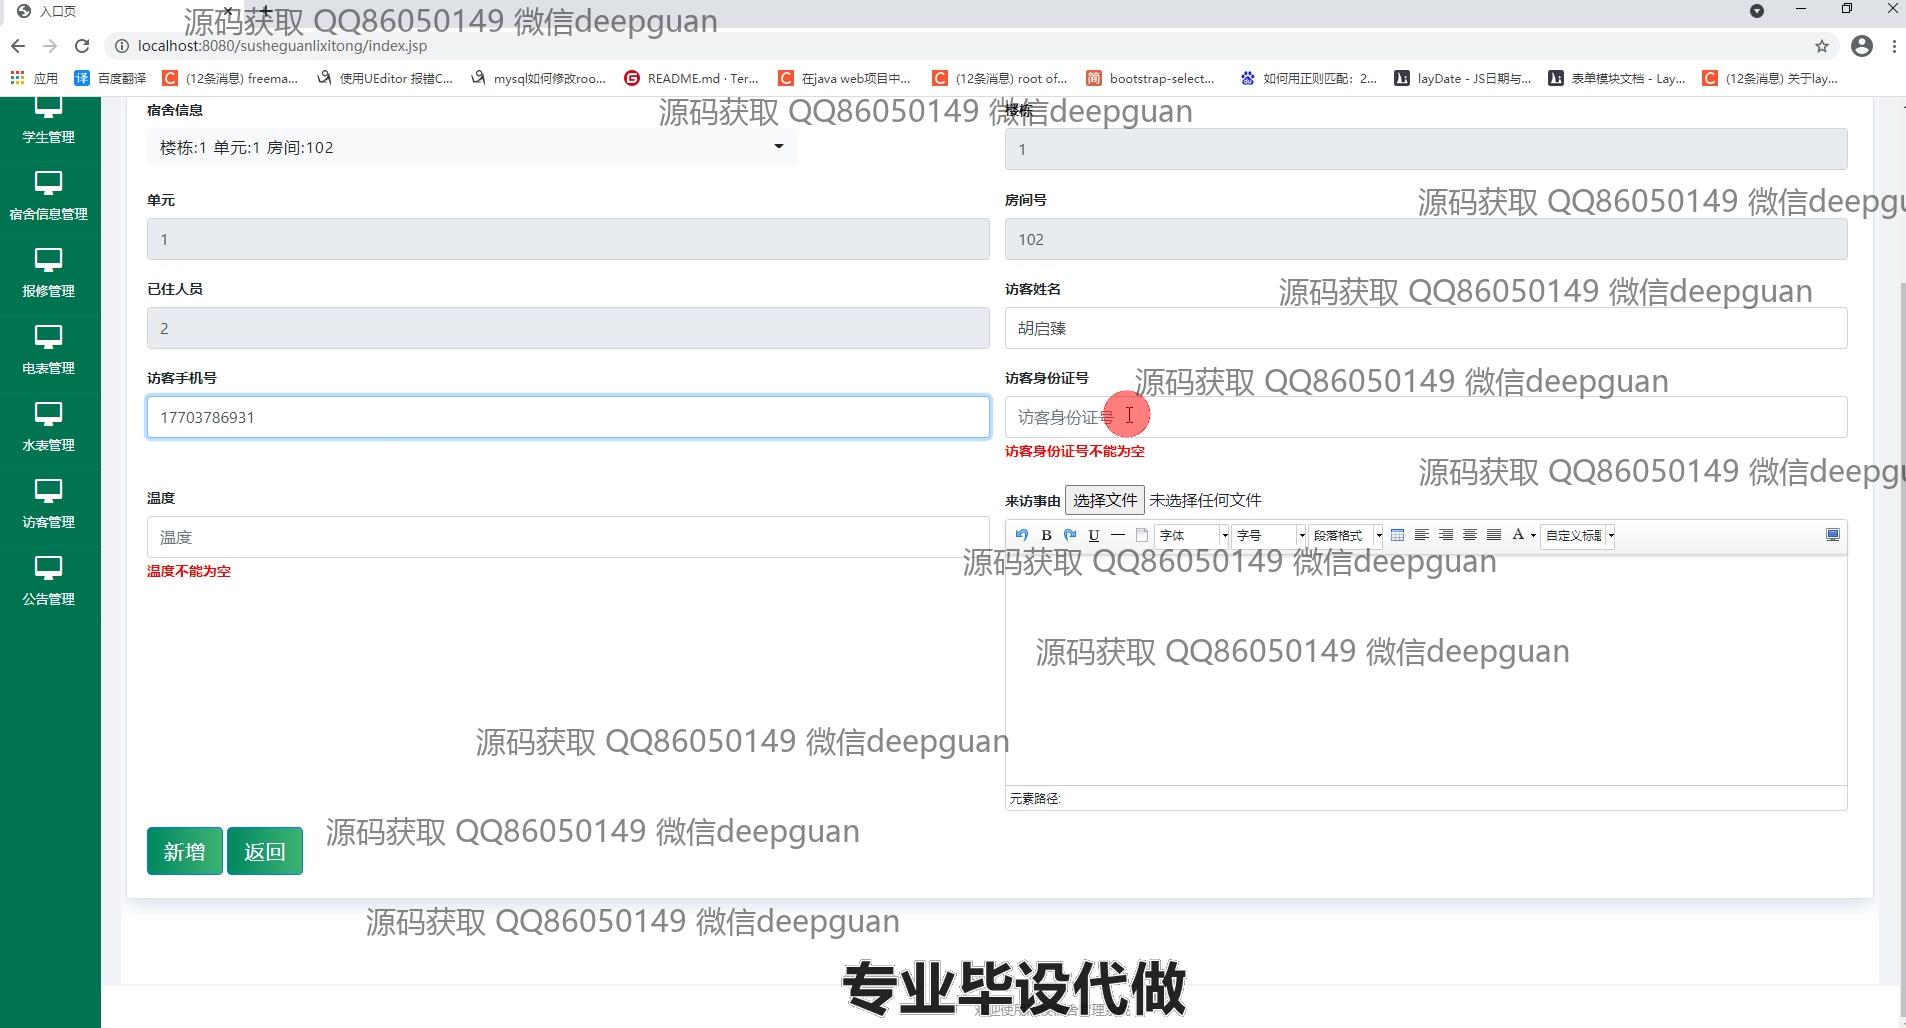 入口页
源码获取 QQ86050149 微信deepguan
localhost:8080/susheguanlixitong/index.jsp
应用
译 百度翻译
(12条消息) freema...
使用UEditor 报错C...
mysql如何修改roo...
README.md · Ter...
在java web项目中...
(12条消息) root of...
简 bootstrap-select...
如何用正则匹配：2...
layDate - JS日期与...
表单模块文档 - Lay...
(12条消息) 关于lay...
学生管理
宿舍信息管理
报修管理
电表管理
水表管理
访客管理
公告管理
宿舍信息
源码获取 QQ86050149 微信deepguan
楼栋
楼栋:1 单元:1 房间:102
1
单元
房间号
源码获取 QQ86050149 微信deepgu
1
102
已住人员
访客姓名
源码获取 QQ86050149 微信deepguan
2
胡启臻
访客手机号
访客身份证号
源码获取 QQ86050149 微信deepguan
17703786931
访客身份证号
访客身份证号不能为空
源码获取 QQ86050149 微信deepgu
温度
来访事由 选择文件 未选择任何文件
温度
B U 字体 字号 段落格式 A 自定义标题
温度不能为空
源码获取 QQ86050149 微信deepguan
源码获取 QQ86050149 微信deepguan
源码获取 QQ86050149 微信deepguan
元素路径:
新增 返回
源码获取 QQ86050149 微信deepguan
源码获取 QQ86050149 微信deepguan
专业毕设代做